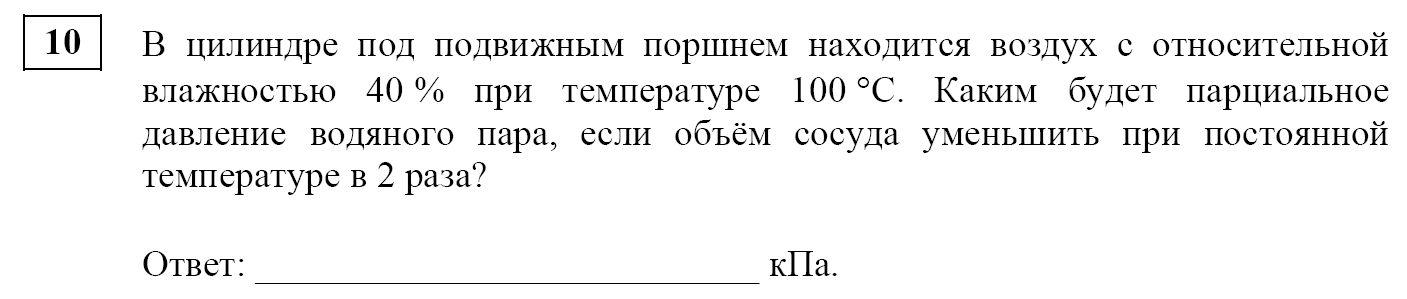 10 В цилиндре под подвижным поршнем находится воздух с относительной
влажностью 40 % при температуре 100 °С. Каким будет парциальное
давление водяного пара, если объём сосуда уменьшить при постоянной
температуре в 2 раза?
Ответ: ____________________________ кПа.